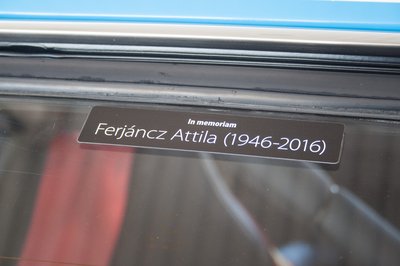 In memoriam
Ferjáncz Attila (1946-2016)